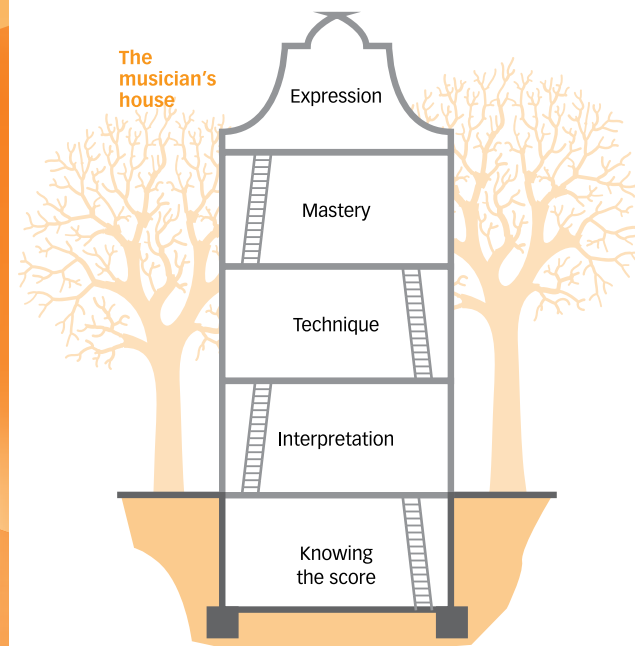 The
musician's
house
Expression
Mastery
Technique
Interpretation
Knowing
the score